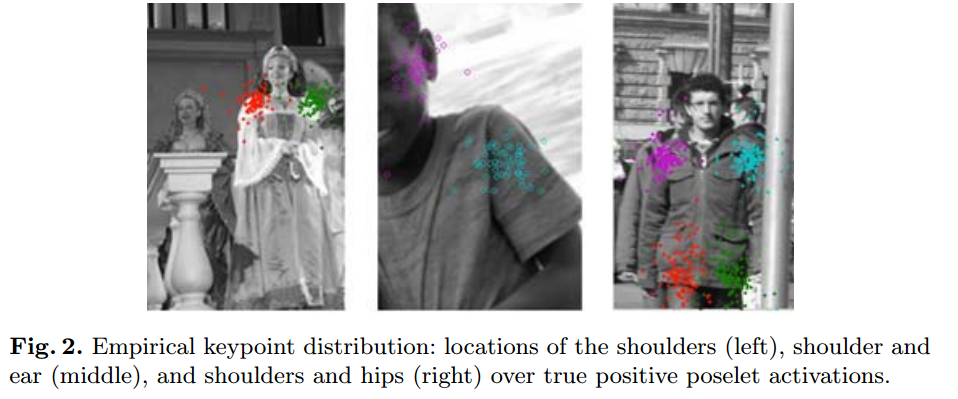 Fig. 2. Empirical keypoint distribution: locations of the shoulders (left), shoulder and
ear (middle), and shoulders and hips (right) over true positive poselet activations.